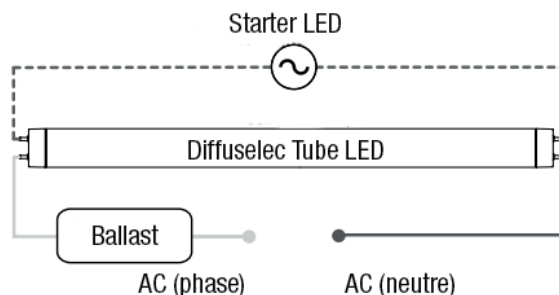 Starter LED
Diffuselec Tube LED
Ballast
AC (phase)
AC (neutre)